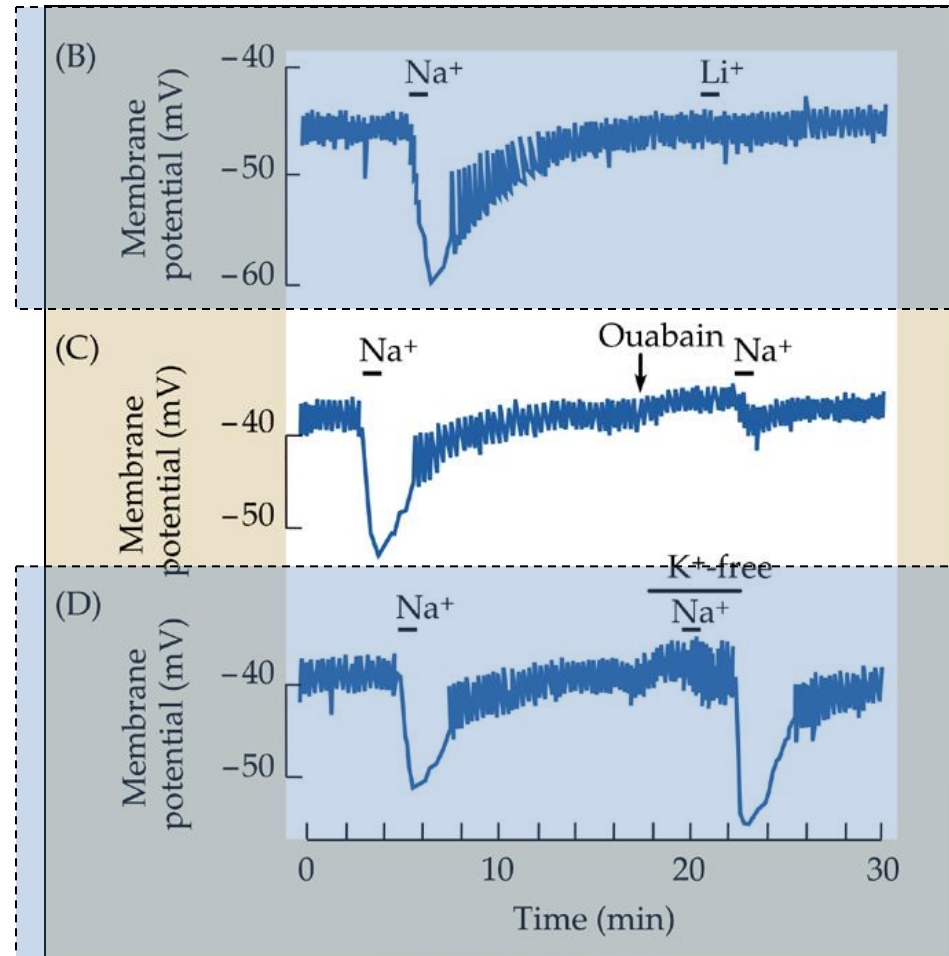 (B)
Membrane
potential (mV)
−40
−50
−60
Na⁺
Li⁺
(C)
Membrane
potential (mV)
−40
−50
Na⁺
Ouabain
Na⁺
(D)
Membrane
potential (mV)
−40
−50
Na⁺
K⁺-free
Na⁺
0 10 20 30
Time (min)